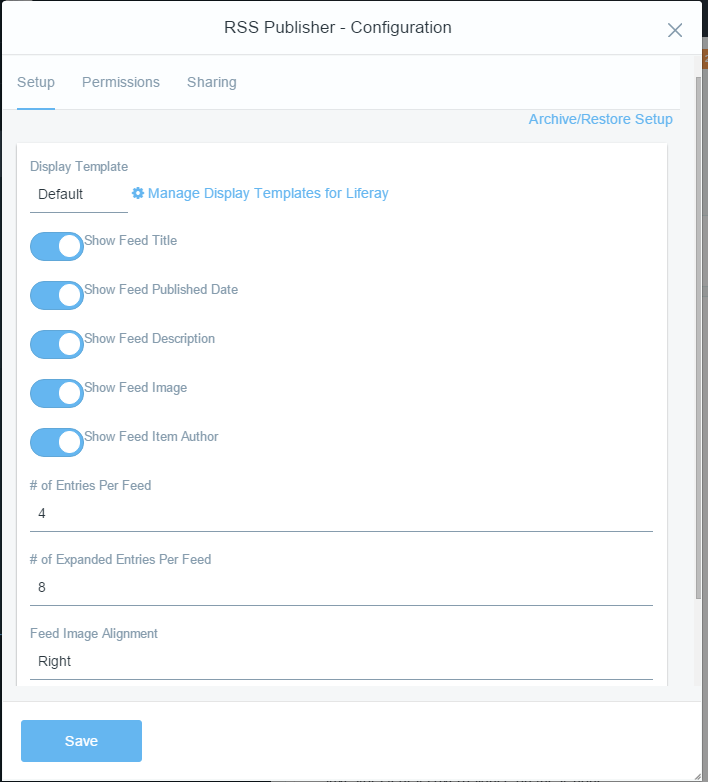 RSS Publisher - Configuration
Setup Permissions Sharing
Archive/Restore Setup
Display Template
Default Manage Display Templates for Liferay
Show Feed Title
Show Feed Published Date
Show Feed Description
Show Feed Image
Show Feed Item Author
# of Entries Per Feed
4
# of Expanded Entries Per Feed
8
Feed Image Alignment
Right
Save